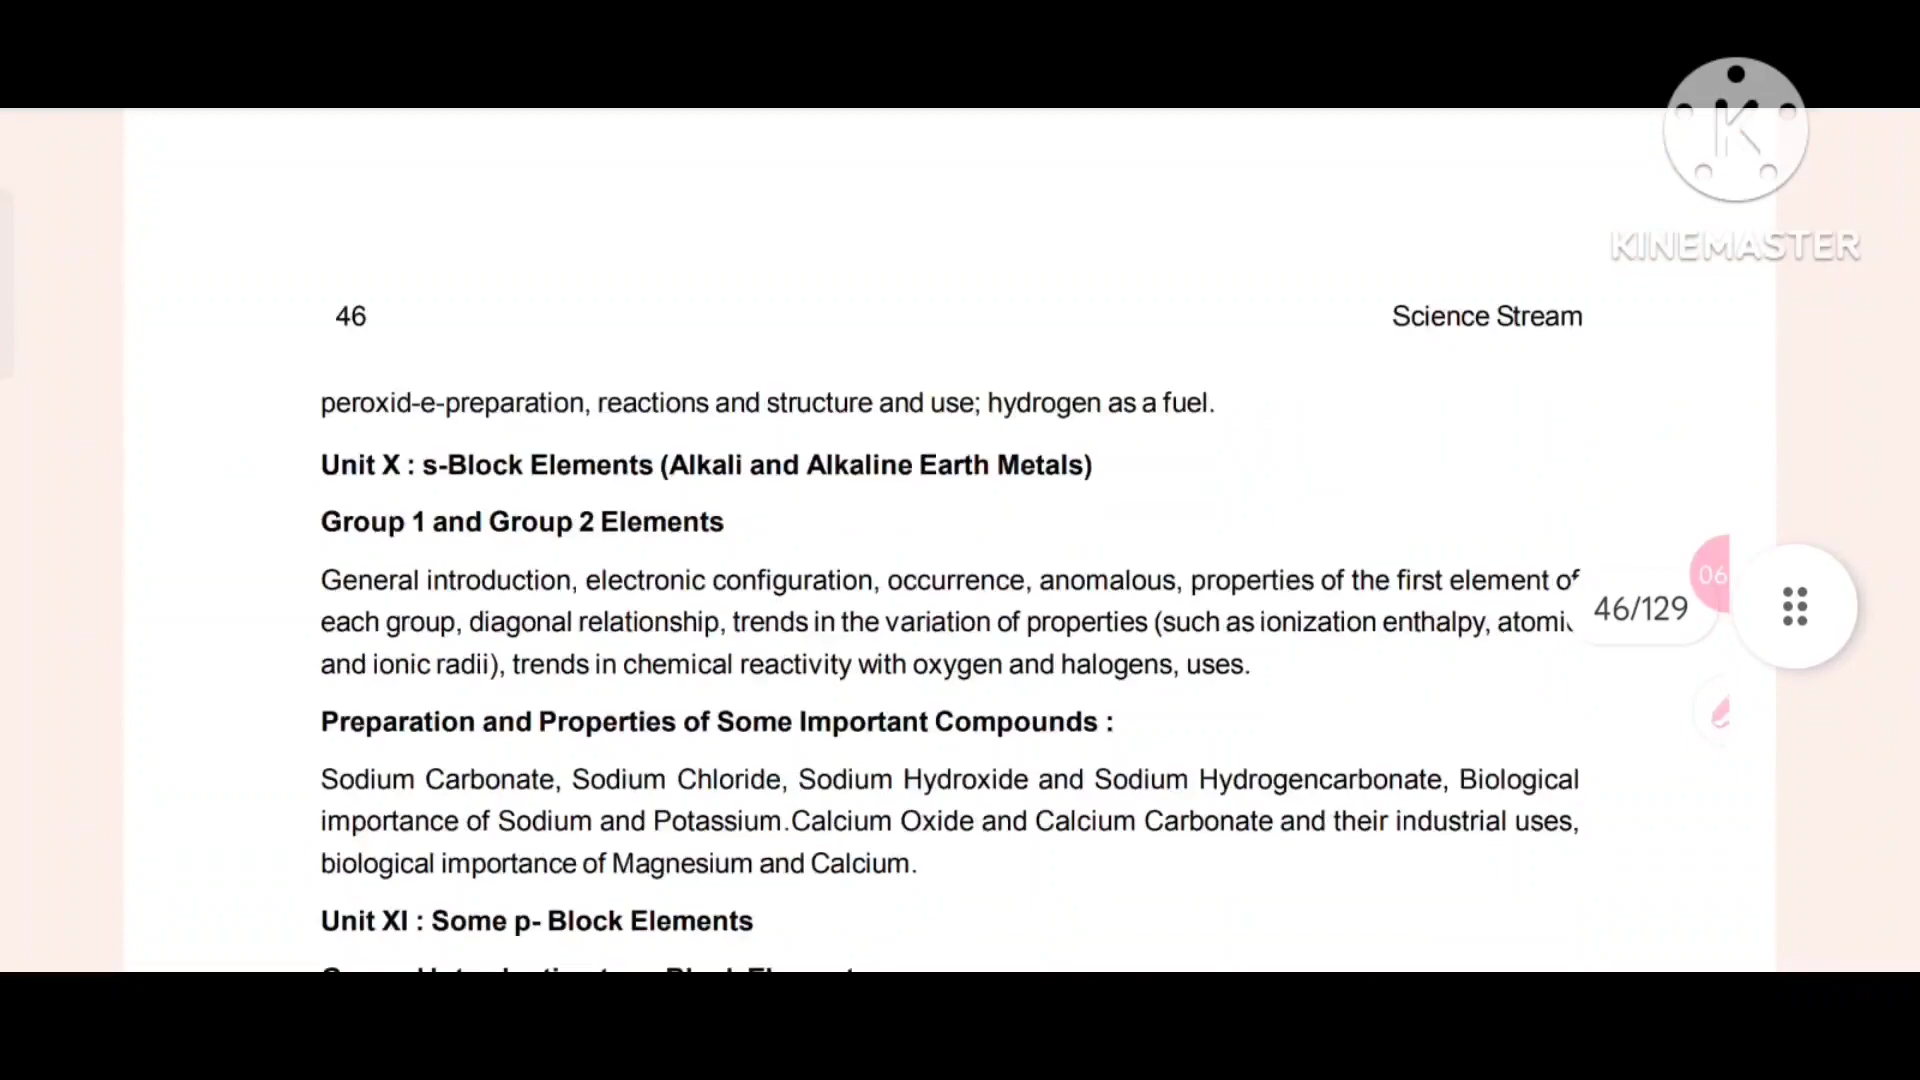 KINEMASTER
46 Science Stream
peroxid-e-preparation, reactions and structure and use; hydrogen as a fuel.
Unit X : s-Block Elements (Alkali and Alkaline Earth Metals)
Group 1 and Group 2 Elements
General introduction, electronic configuration, occurrence, anomalous, properties of the first element of
06
46/129
each group, diagonal relationship, trends in the variation of properties (such as ionization enthalpy, atomic
and ionic radii), trends in chemical reactivity with oxygen and halogens, uses.
Preparation and Properties of Some Important Compounds :
Sodium Carbonate, Sodium Chloride, Sodium Hydroxide and Sodium Hydrogencarbonate, Biological
importance of Sodium and Potassium.Calcium Oxide and Calcium Carbonate and their industrial uses,
biological importance of Magnesium and Calcium.
Unit XI : Some p- Block Elements